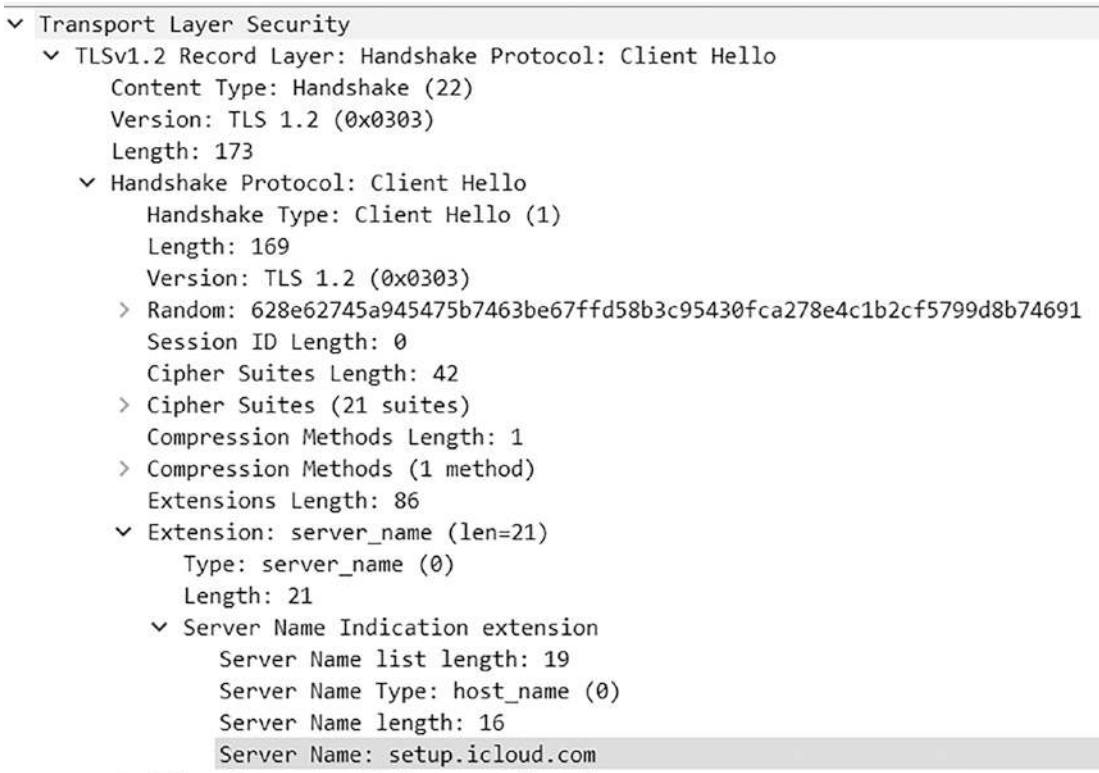 Transport Layer Security
TLSv1.2 Record Layer: Handshake Protocol: Client Hello
Content Type: Handshake (22)
Version: TLS 1.2 (0x0303)
Length: 173
Handshake Protocol: Client Hello
Handshake Type: Client Hello (1)
Length: 169
Version: TLS 1.2 (0x0303)
Random: 628e62745a945475b7463be67ffd58b3c95430fca278e4c1b2cf5799d8b74691
Session ID Length: 0
Cipher Suites Length: 42
Cipher Suites (21 suites)
Compression Methods Length: 1
Compression Methods (1 method)
Extensions Length: 86
Extension: server_name (len=21)
Type: server_name (0)
Length: 21
Server Name Indication extension
Server Name list length: 19
Server Name Type: host_name (0)
Server Name length: 16
Server Name: setup.icloud.com